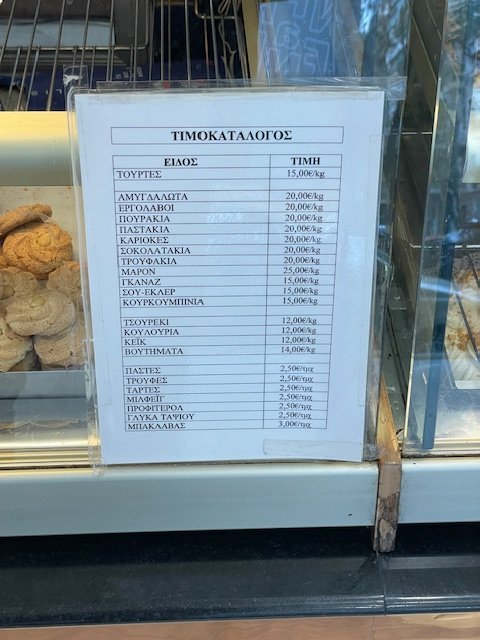 ΤΙΜΟΚΑΤΑΛΟΓΟΣ
ΕΙΔΟΣ ΤΙΜΗ
ΤΟΥΡΤΕΣ 15,00€/kg
ΑΜΥΓΔΑΛΩΤΑ 20,00€/kg
ΕΡΓΟΛΑΒΟΙ 20,00€/kg
ΠΟΥΡΑΚΙΑ 20,00€/kg
ΠΑΣΤΑΚΙΑ 20,00€/kg
ΚΑΡΙΟΚΕΣ 20,00€/kg
ΣΟΚΟΛΑΤΑΚΙΑ 20,00€/kg
ΤΡΟΥΦΑΚΙΑ 20,00€/kg
ΜΑΡΟΝ 25,00€/kg
ΓΚΑΝΑΖ 15,00€/kg
ΣΟΥ-ΕΚΛΕΡ 15,00€/kg
ΚΟΥΡΚΟΥΜΠΙΝΙΑ 15,00€/kg
ΤΣΟΥΡΕΚΙ 12,00€/kg
ΚΟΥΛΟΥΡΙΑ 12,00€/kg
ΚΕΪΚ 12,00€/kg
ΒΟΥΤΗΜΑΤΑ 14,00€/kg
ΠΑΣΤΕΣ 2,50€/τμχ
ΤΡΟΥΦΕΣ 2,50€/τμχ
ΤΑΡΤΕΣ 2,50€/τμχ
ΜΙΛΦΕΪΓ 2,50€/τμχ
ΠΡΟΦΙΤΕΡΟΛ 2,50€/τμχ
ΓΛΥΚΑ ΤΑΨΙΟΥ 2,50€/τμχ
ΜΠΑΚΛΑΒΑΣ 3,00€/τμχ